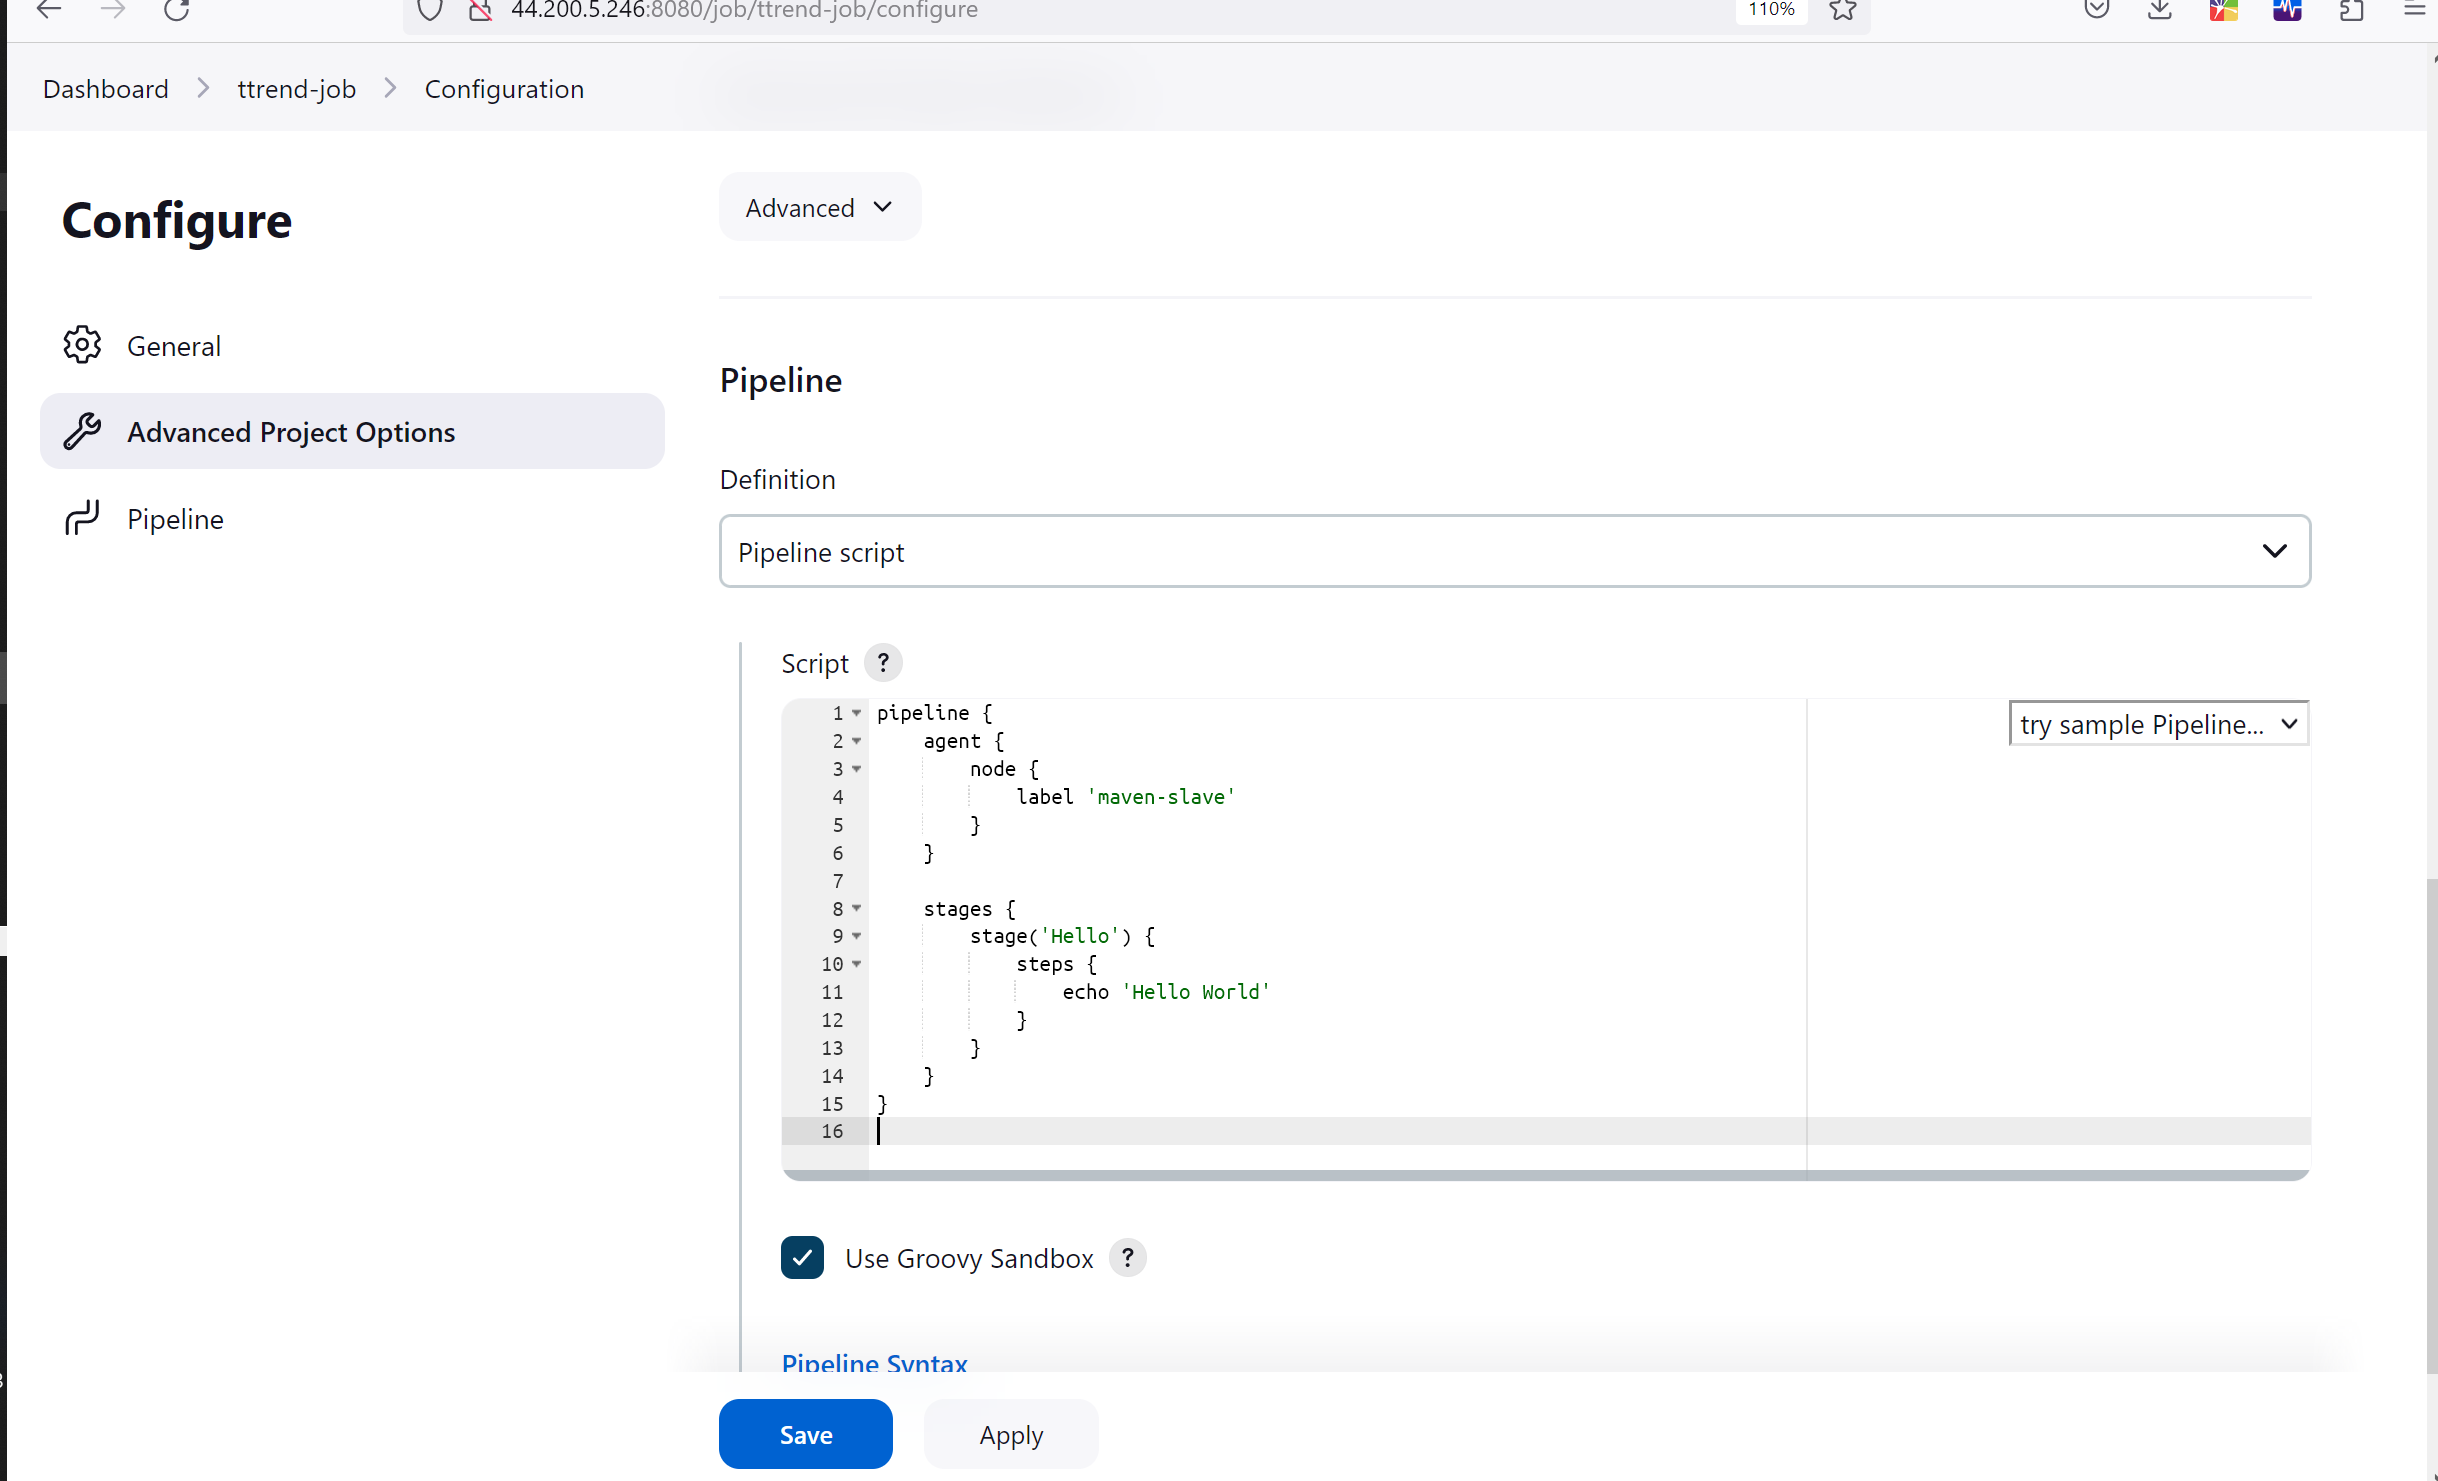 44.200.5.246:8080/job/ttrend-job/configure
110%
Dashboard
ttrend-job
Configuration
Configure
General
Advanced Project Options
Pipeline
Advanced
Pipeline
Definition
Pipeline script
Script ?
try sample Pipeline...
1 pipeline {
2     agent {
3         node {
4             label 'maven-slave'
5         }
6     }
7
8     stages {
9         stage('Hello') {
10             steps {
11                 echo 'Hello World'
12             }
13         }
14     }
15 }
16
Use Groovy Sandbox ?
Pipeline Syntax
Save
Apply